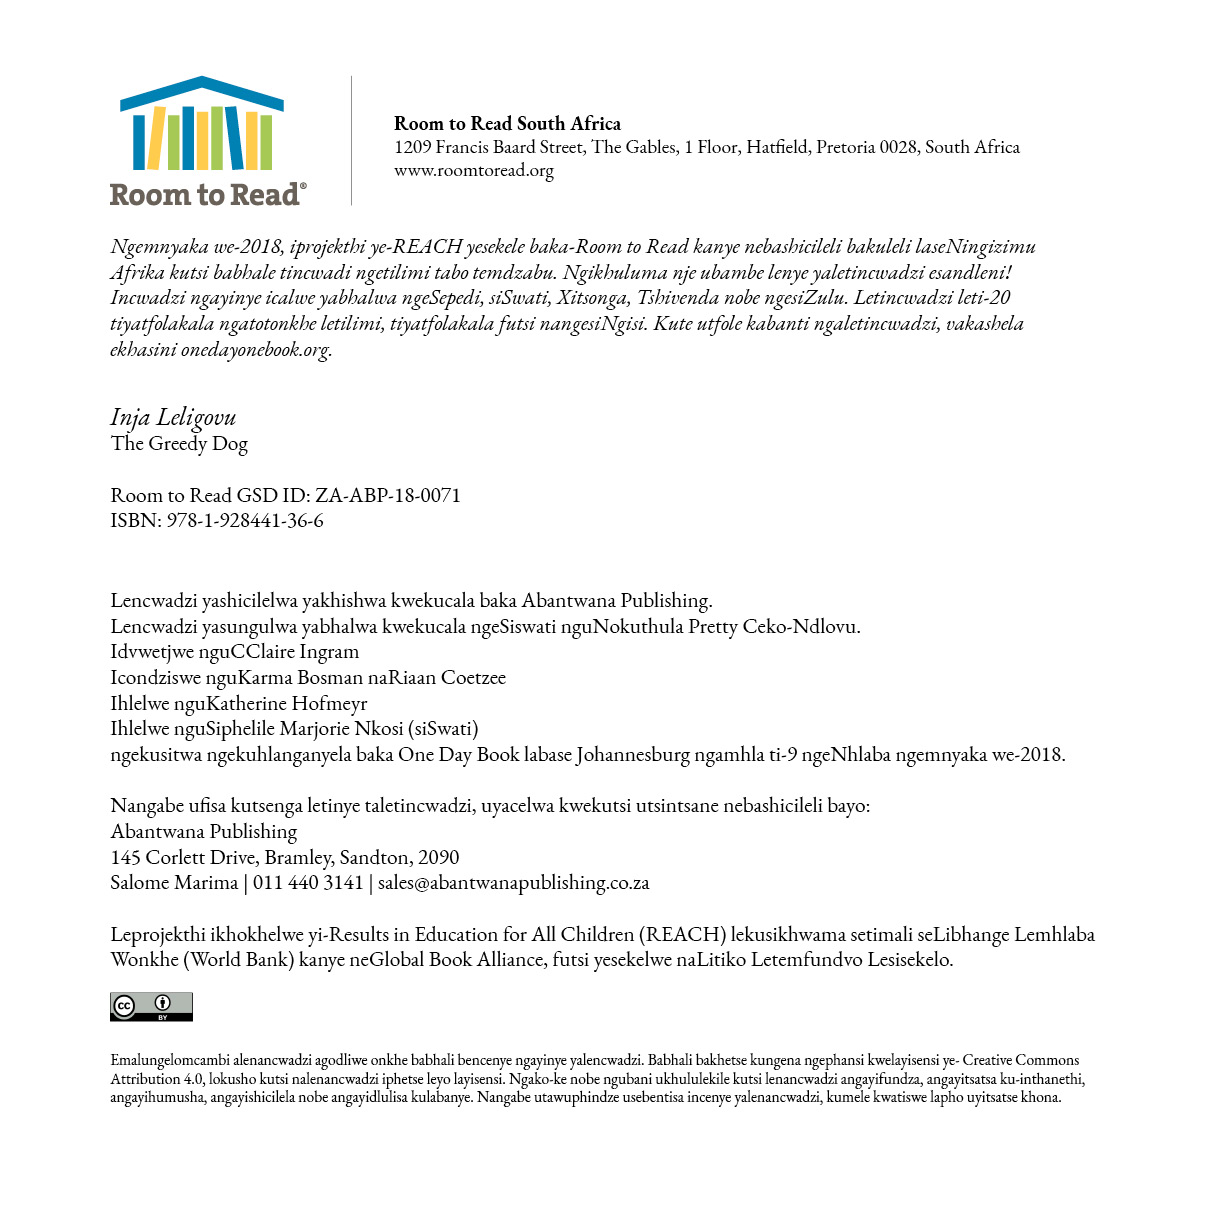 Room to Read®
Room to Read South Africa
1209 Francis Baard Street, The Gables, 1 Floor, Hatfield, Pretoria 0028, South Africa
www.roomtoread.org
Ngemnyaka we-2018, iprojekthi ye-REACH yesekele baka-Room to Read kanye nebashicileli bakuleli laseNingizimu
Afrika kutsi babhale tincwadi ngetilimi tabo temdzabu. Ngikhuluma nje ubambe lenye yaletincwadzi esandleni!
Incwadzi ngayinye icalwe yabhalwa ngeSepedi, siSwati, Xitsonga, Tshivenda nobe ngesiZulu. Letincwadzi leti-20
tiyatfolakala ngatotonkhe letilimi, tiyatfolakala futsi nangesiNgisi. Kute utfole kabanti ngaletincwadzi, vakashela
ekhasini onedayonebook.org.
Inja Leligovu
The Greedy Dog
Room to Read GSD ID: ZA-ABP-18-0071
ISBN: 978-1-928441-36-6
Lencwadzi yashicilelwa yakhishwa kwekucala baka Abantwana Publishing.
Lencwadzi yasungulwa yabhalwa kwekucala ngeSiswati nguNokuthula Pretty Ceko-Ndlovu.
Idvwetjwe nguCClaire Ingram
Icondziswe nguKarma Bosman naRiaan Coetzee
Ihlelwe nguKatherine Hofmeyr
Ihlelwe nguSiphelile Marjorie Nkosi (siSwati)
ngekusitwa ngekuhlanganyela baka One Day Book labase Johannesburg ngamhla ti-9 ngeNhlaba ngemnyaka we-2018.
Nangabe ufisa kutsenga letinye taletincwadzi, uyacelwa kwekutsi utsintsane nebashicileli bayo:
Abantwana Publishing
145 Corlett Drive, Bramley, Sandton, 2090
Salome Marima | 011 440 3141 | sales@abantwanapublishing.co.za
Leprojekthi ikhokhelwe yi-Results in Education for All Children (REACH) lekusikhwama setimali seLibhange Lemhlaba
Wonkhe (World Bank) kanye neGlobal Book Alliance, futsi yesekelwe naLitiko Letemfundvo Lesisekelo.
cc BY
Emalungelomcambi alenancwadzi agodliwe onkhe babhali bencenye ngayinye yalencwadzi. Babhali bakhetse kungena ngephansi kwelayisensi ye- Creative Commons
Attribution 4.0, lokusho kutsi nalenancwadzi iphetse leyo layisensi. Ngako-ke nobe ngubani ukhululekile kutsi lenancwadzi angayifundza, angayitsatsa ku-inthanethi,
angayihumusha, angayishicilela nobe angayidlulisa kulabanye. Nangabe utawuphindze usebentisa incenye yalenancwadzi, kumele kwatiswe lapho uyitsatse khona.